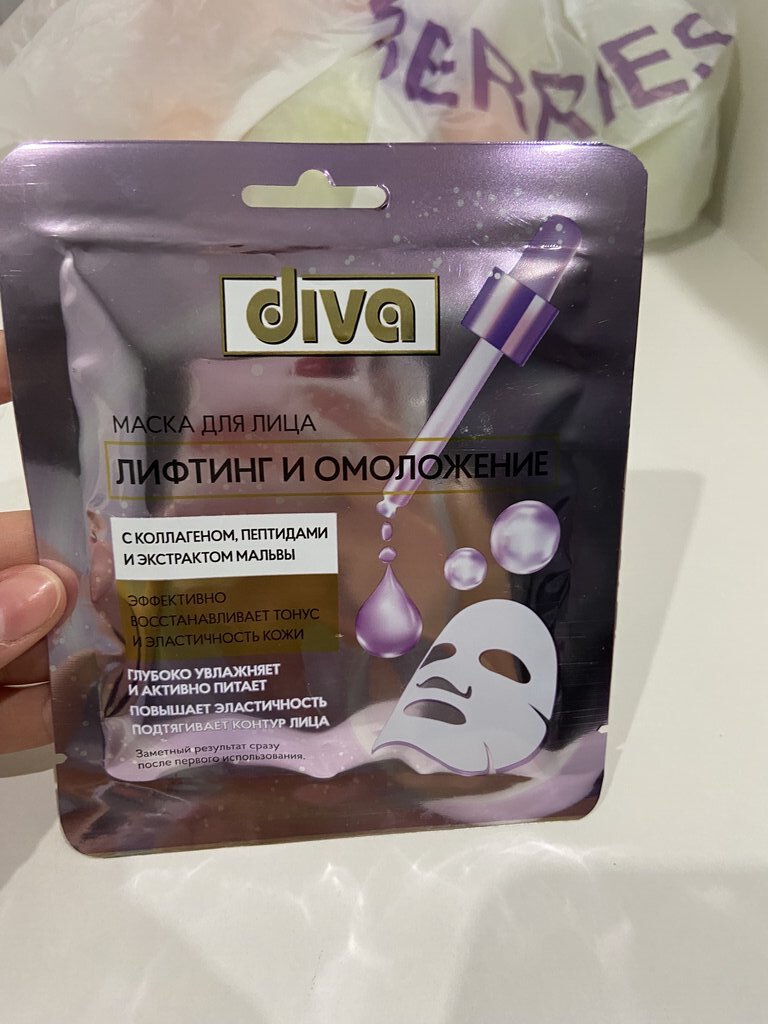 BERRIES
diva
МАСКА ДЛЯ ЛИЦА
ЛИФТИНГ И ОМОЛОЖЕНИЕ
С КОЛЛАГЕНОМ, ПЕПТИДАМИ
И ЭКСТРАКТОМ МАЛЬВЫ
ЭФФЕКТИВНО
ВОССТАНАВЛИВАЕТ ТОНУС
И ЭЛАСТИЧНОСТЬ КОЖИ
ГЛУБОКО УВЛАЖНЯЕТ
И АКТИВНО ПИТАЕТ
ПОВЫШАЕТ ЭЛАСТИЧНОСТЬ
ПОДТЯГИВАЕТ КОНТУР ЛИЦА
Заметный результат сразу
после первого использования.